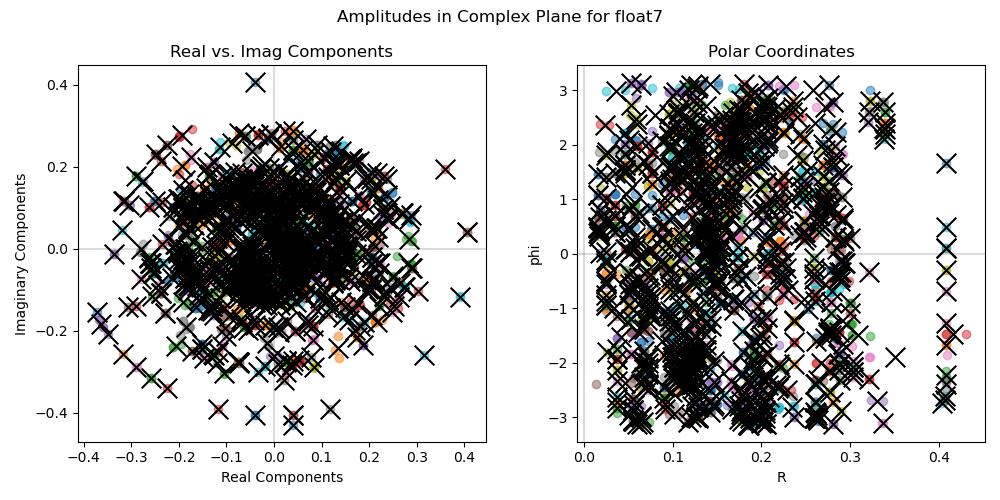 Amplitudes in Complex Plane for float7
Real vs. Imag Components
Imaginary Components
0.4
0.2
0.0
−0.2
−0.4
−0.4 −0.3 −0.2 −0.1 0.0 0.1 0.2 0.3 0.4
Real Components
Polar Coordinates
phi
3
2
1
0
−1
−2
−3
0.0 0.1 0.2 0.3 0.4
R